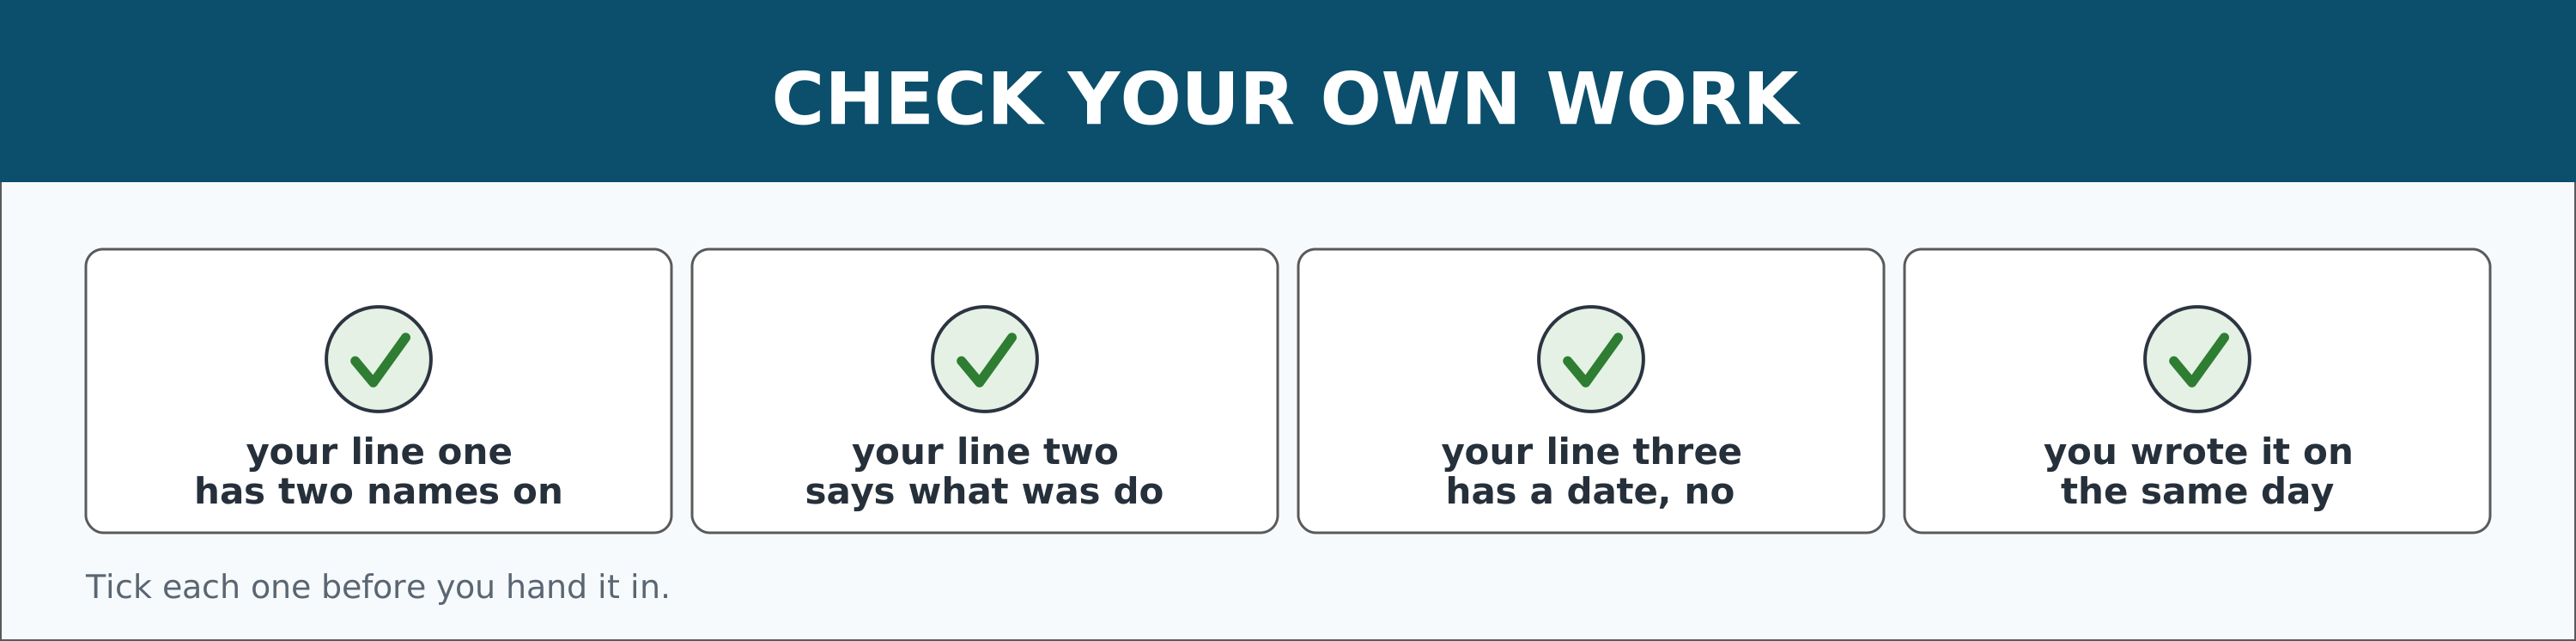 CHECK YOUR OWN WORK
your line one
has two names on
your line two
says what was do
your line three
has a date, no
you wrote it on
the same day
Tick each one before you hand it in.